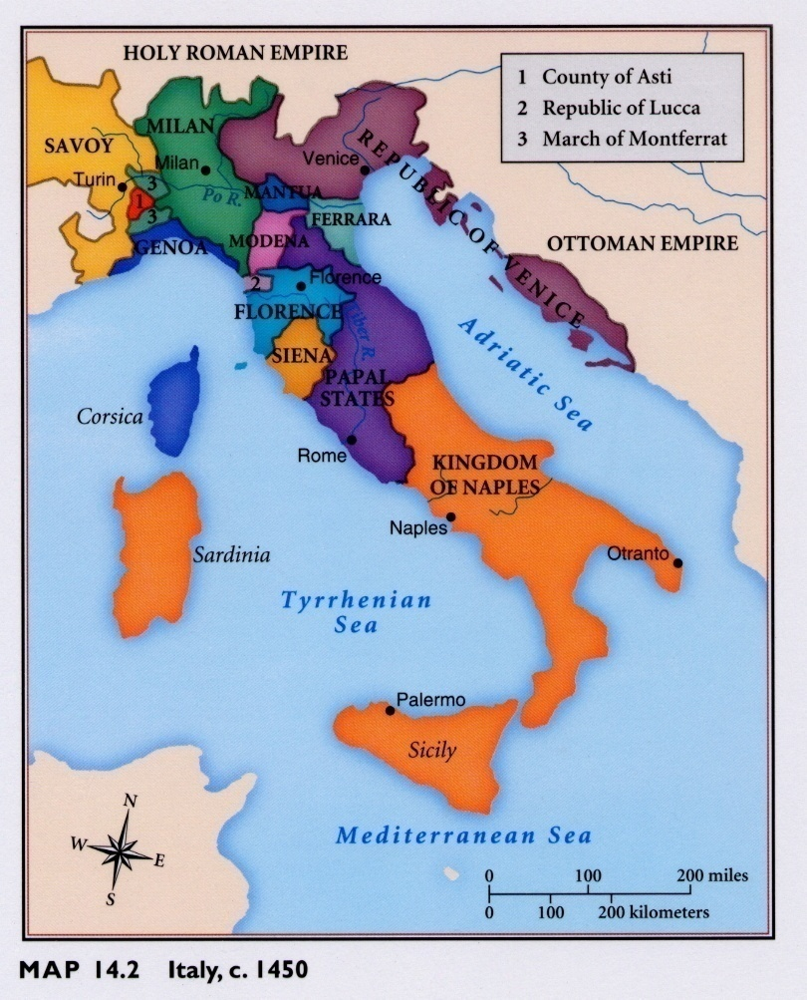 HOLY ROMAN EMPIRE
1 County of Asti
2 Republic of Lucca
3 March of Montferrat
MILAN
SAVOY
Milan
Venice
Turin
3
1
3
Po R.
MANTUA
REPUBLIC OF VENICE
FERRARA
GENOA
MODENA
OTTOMAN EMPIRE
2
Florence
FLORENCE
Tiber R.
SIENA
Adriatic Sea
PAPAL
STATES
Corsica
Rome
KINGDOM
OF NAPLES
Naples
Otranto
Sardinia
Tyrrhenian
Sea
Palermo
Sicily
Mediterranean Sea
N
W
E
S
0 100 200 miles
0 100 200 kilometers
MAP 14.2 Italy, c. 1450